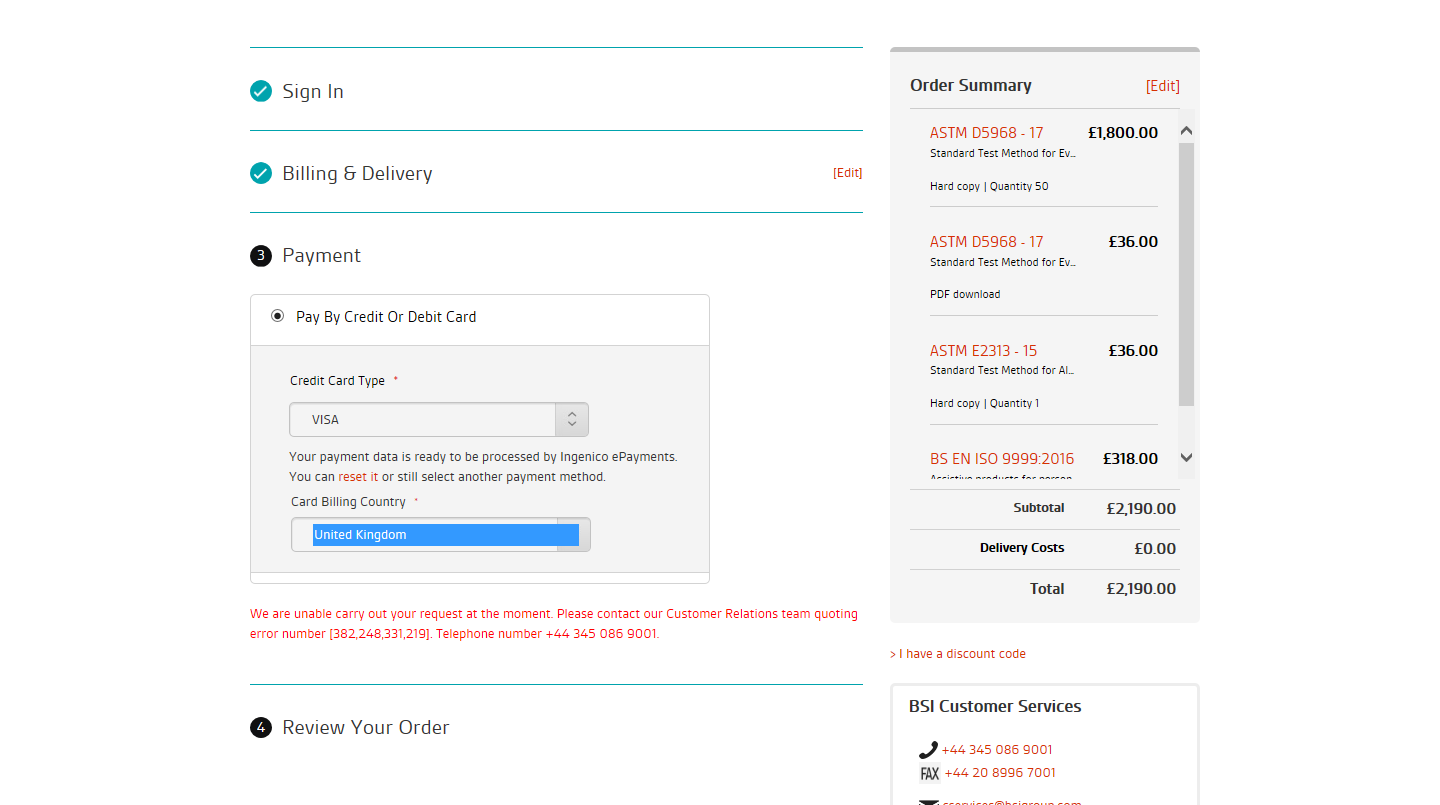 Sign In
Billing & Delivery
[Edit]
3 Payment
Pay By Credit Or Debit Card
Credit Card Type *
VISA
Your payment data is ready to be processed by Ingenico ePayments.
You can reset it or still select another payment method.
Card Billing Country *
United Kingdom
We are unable carry out your request at the moment. Please contact our Customer Relations team quoting
error number [382,248,331,219]. Telephone number +44 345 086 9001.
4 Review Your Order
Order Summary [Edit]
ASTM D5968 - 17 £1,800.00
Standard Test Method for Ev...
Hard copy | Quantity 50
ASTM D5968 - 17 £36.00
Standard Test Method for Ev...
PDF download
ASTM E2313 - 15 £36.00
Standard Test Method for Al...
Hard copy | Quantity 1
BS EN ISO 9999:2016 £318.00
Assistive products for person
Subtotal £2,190.00
Delivery Costs £0.00
Total £2,190.00
> I have a discount code
BSI Customer Services
+44 345 086 9001
FAX +44 20 8996 7001
cservices@bsigroup.com